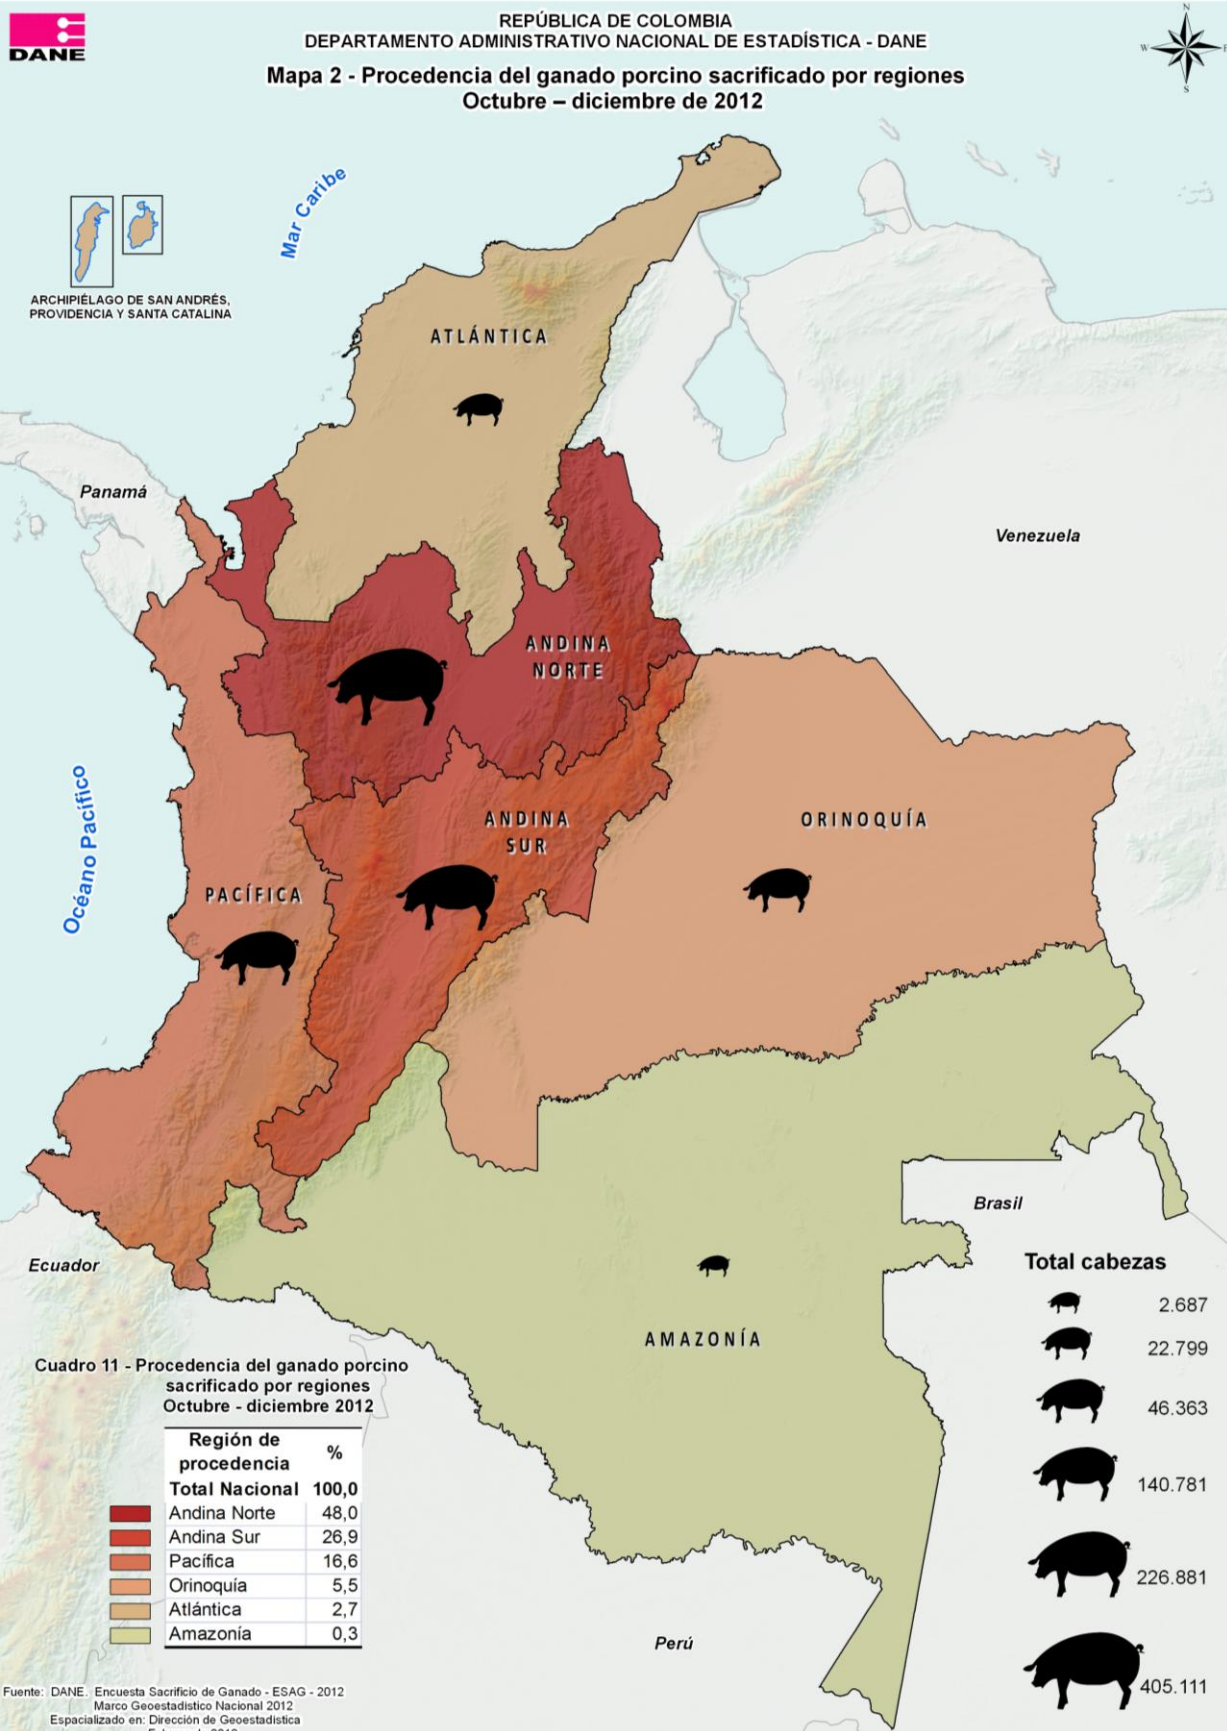 DANE
REPÚBLICA DE COLOMBIA
DEPARTAMENTO ADMINISTRATIVO NACIONAL DE ESTADÍSTICA - DANE
Mapa 2 - Procedencia del ganado porcino sacrificado por regiones
Octubre – diciembre de 2012
N
W
E
S
Mar Caribe
ARCHIPIÉLAGO DE SAN ANDRÉS,
PROVIDENCIA Y SANTA CATALINA
ATLÁNTICA
Panamá
Venezuela
ANDINA
NORTE
Océano Pacífico
ANDINA
SUR
ORINOQUÍA
PACÍFICA
Brasil
Ecuador
AMAZONÍA
Perú
Total cabezas
2.687
22.799
46.363
140.781
226.881
405.111
Cuadro 11 - Procedencia del ganado porcino
sacrificado por regiones
Octubre - diciembre 2012
Región de
procedencia %
Total Nacional 100,0
Andina Norte 48,0
Andina Sur 26,9
Pacífica 16,6
Orinoquía 5,5
Atlántica 2,7
Amazonía 0,3
Fuente: DANE. Encuesta Sacrificio de Ganado - ESAG - 2012
Marco Geoestadistico Nacional 2012
Espacializado en: Dirección de Geoestadistica